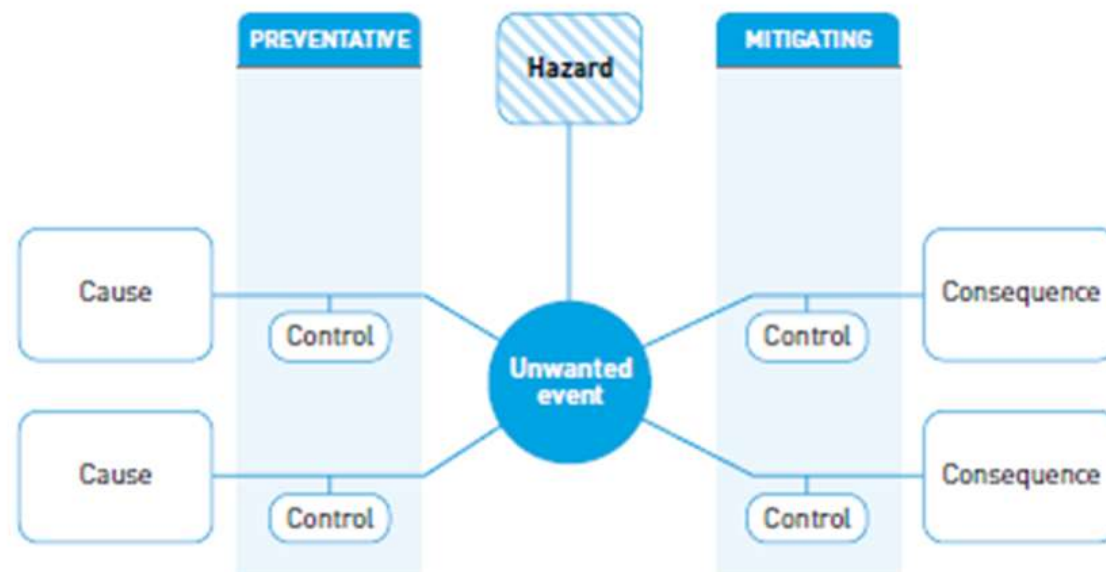 PREVENTATIVE
Hazard
MITIGATING
Cause
Control
Unwanted
event
Control
Consequence
Cause
Control
Control
Consequence